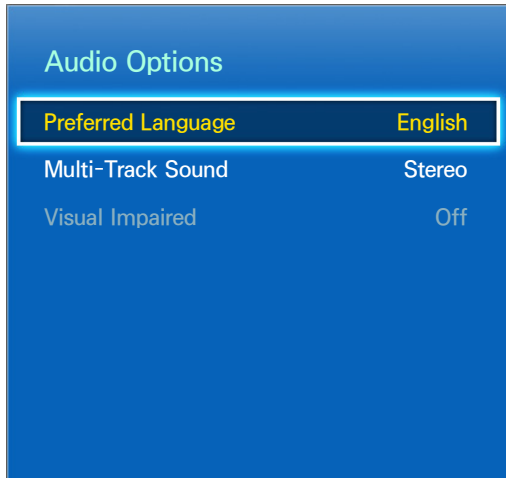 Audio Options
Preferred Language English
Multi-Track Sound Stereo
Visual Impaired Off